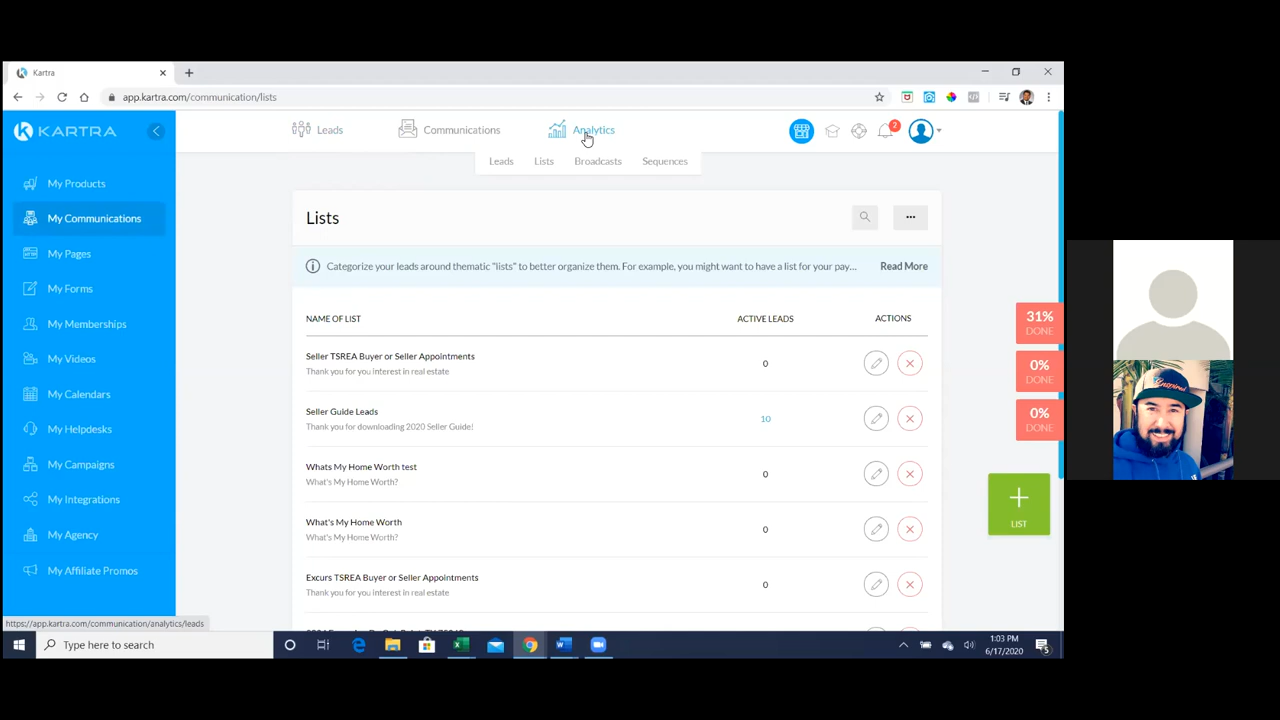 Kartra
app.kartra.com/communication/lists
KARTRA
Leads
Communications
Analytics
2
Leads
Lists
Broadcasts
Sequences
My Products
My Communications
My Pages
My Forms
My Memberships
My Videos
My Calendars
My Helpdesks
My Campaigns
My Integrations
My Agency
My Affiliate Promos
Lists
Categorize your leads around thematic "lists" to better organize them. For example, you might want to have a list for your pay... Read More
NAME OF LIST ACTIVE LEADS ACTIONS
Seller TSREA Buyer or Seller Appointments 0
Thank you for you interest in real estate
Seller Guide Leads 10
Thank you for downloading 2020 Seller Guide!
Whats My Home Worth test 0
What's My Home Worth?
What's My Home Worth 0
What's My Home Worth?
Excurs TSREA Buyer or Seller Appointments 0
Thank you for you interest in real estate
31%
DONE
0%
DONE
0%
DONE
LIST
Inspired
https://app.kartra.com/communication/analytics/leads
Type here to search
1:03 PM
6/17/2020
5